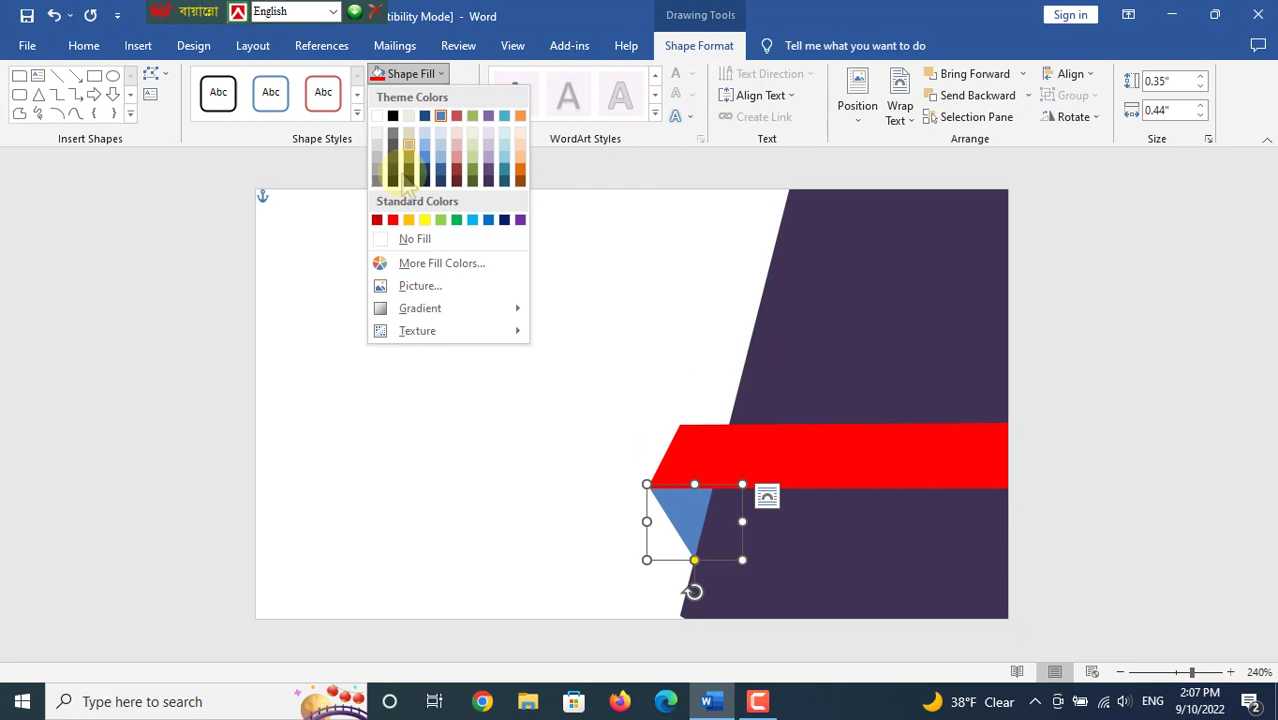 বায়ান্নো English tibility Mode] - Word Drawing Tools Sign in
File Home Insert Design Layout References Mailings Review View Add-ins Help Shape Format Tell me what you want to do
Abc Abc Abc Shape Fill Text Direction Bring Forward Align 0.35"
Align Text Position Wrap Text Send Backward Group 0.44"
Create Link Selection Pane Rotate
Insert Shapes Shape Styles WordArt Styles Text Arrange Size
Theme Colors
Standard Colors
No Fill
More Fill Colors...
Picture...
Gradient
Texture
240%
Type here to search 38°F Clear ENG 2:07 PM
9/10/2022 2